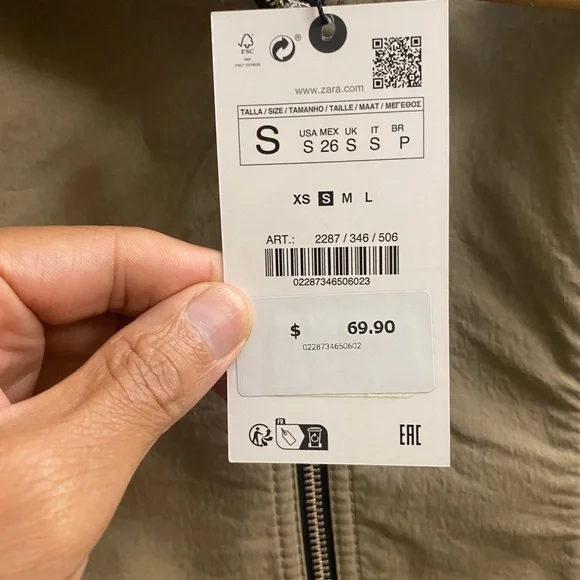 FSC
www.zara.com
TALLA / SIZE / TAMANHO / TAILLE / MAAT / ΜΕΓΕΘΟΣ
S
USA MEX UK IT BR
S 26 S S P
XS S M L
ART.: 2287 / 346 / 506
02287346506023
$ 69.90
0228734650602
FR
EAC